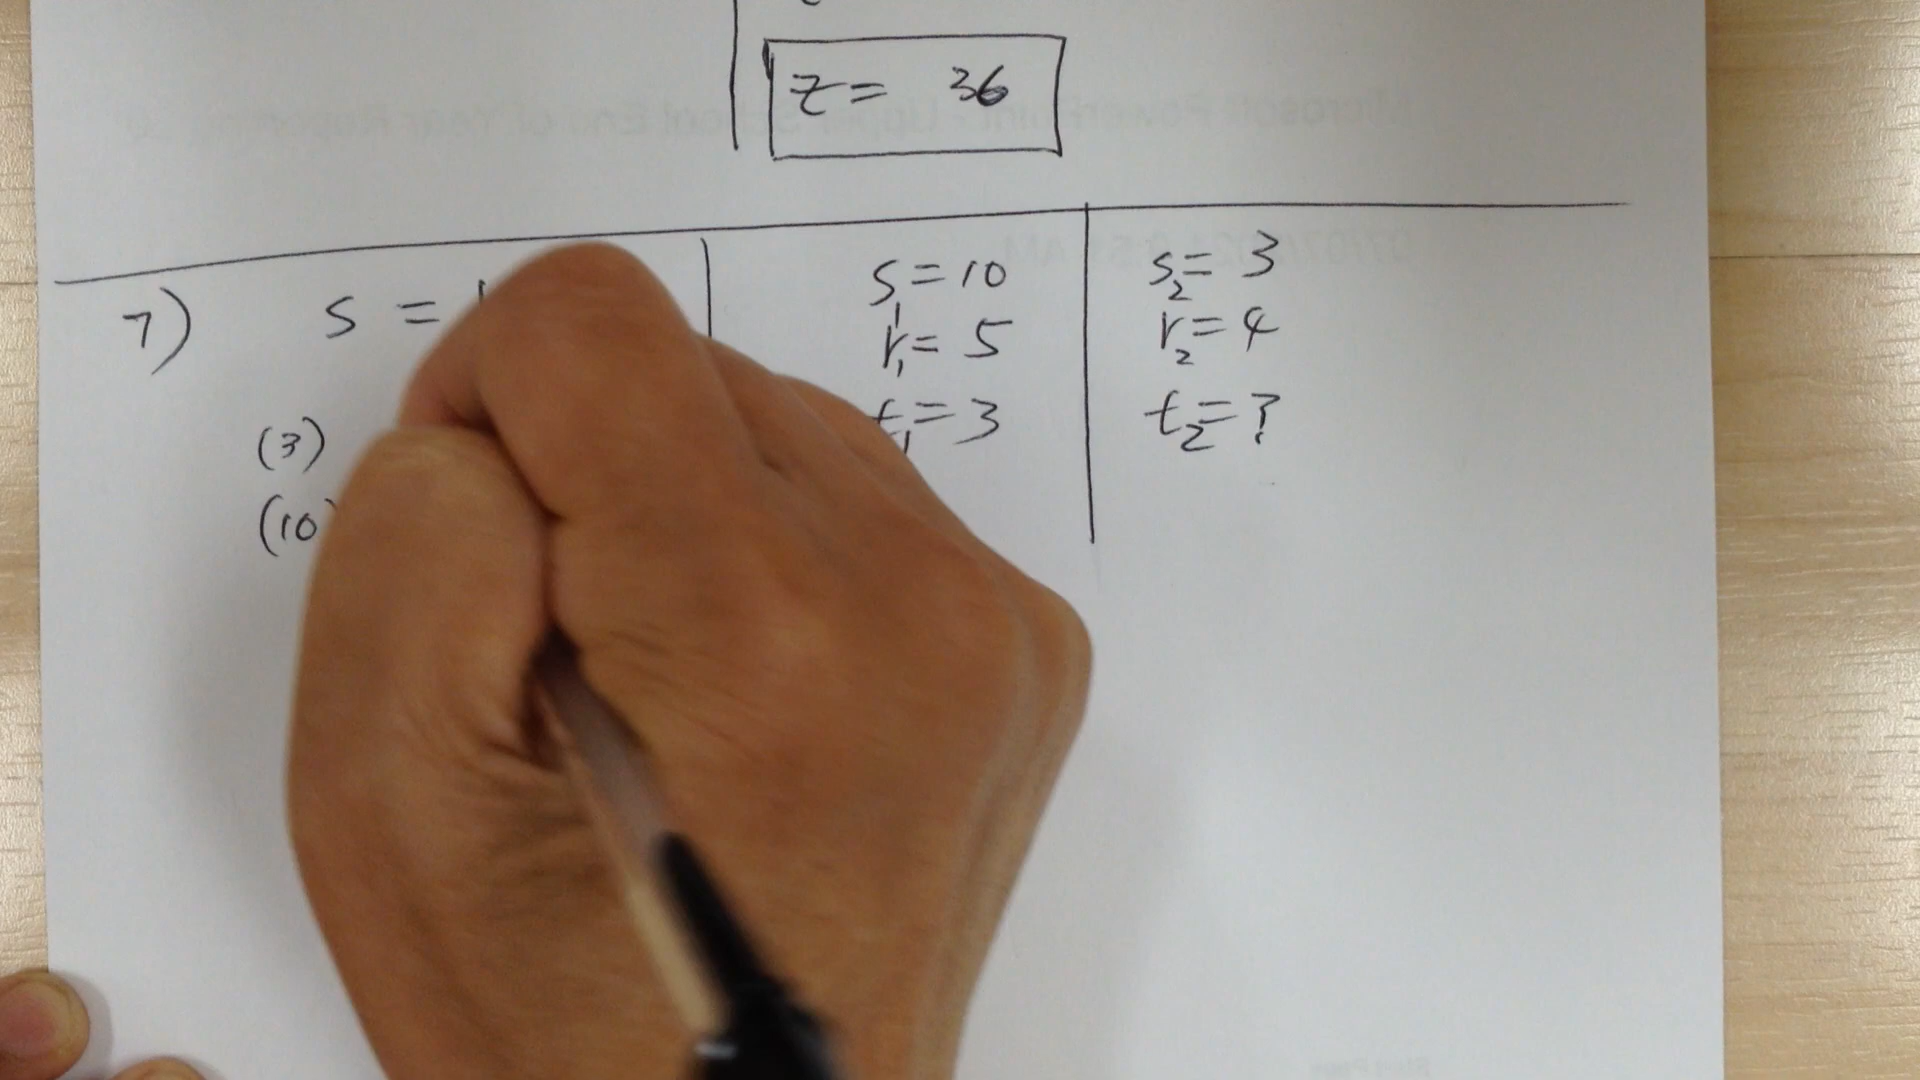 z = 36
7) s =
(3)
(10)
s₁ = 10
r₁ = 5
t₁ = 3
s₂ = 3
r₂ = 4
t₂ = ?